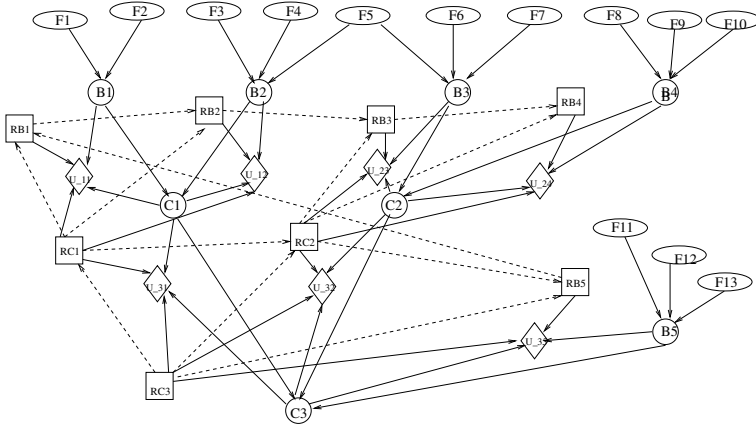 F1
F2
F3
F4
F5
F6
F7
F8
F9
F10
B1
B2
B3
B4
RB1
RB2
RB3
RB4
U_11
U_12
U_23
U_24
C1
C2
RC1
RC2
F11
F12
F13
U_31
U_32
RB5
B5
U_35
RC3
C3